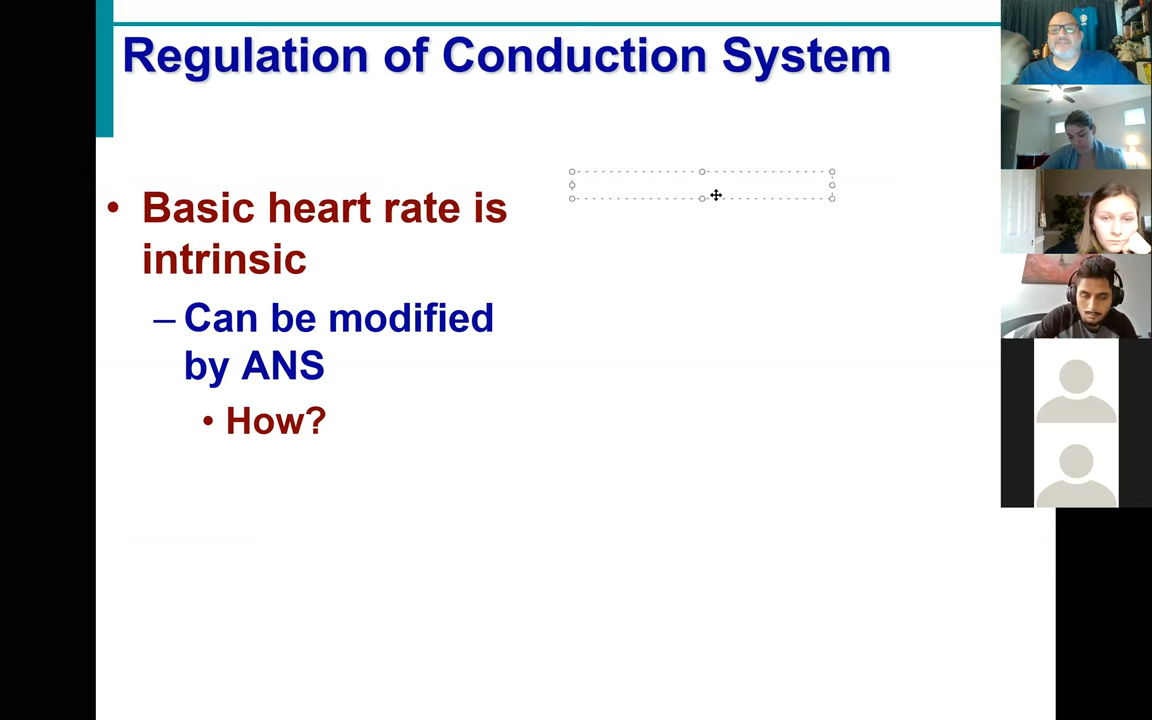 Regulation of Conduction System
• Basic heart rate is
intrinsic
– Can be modified
by ANS
• How?